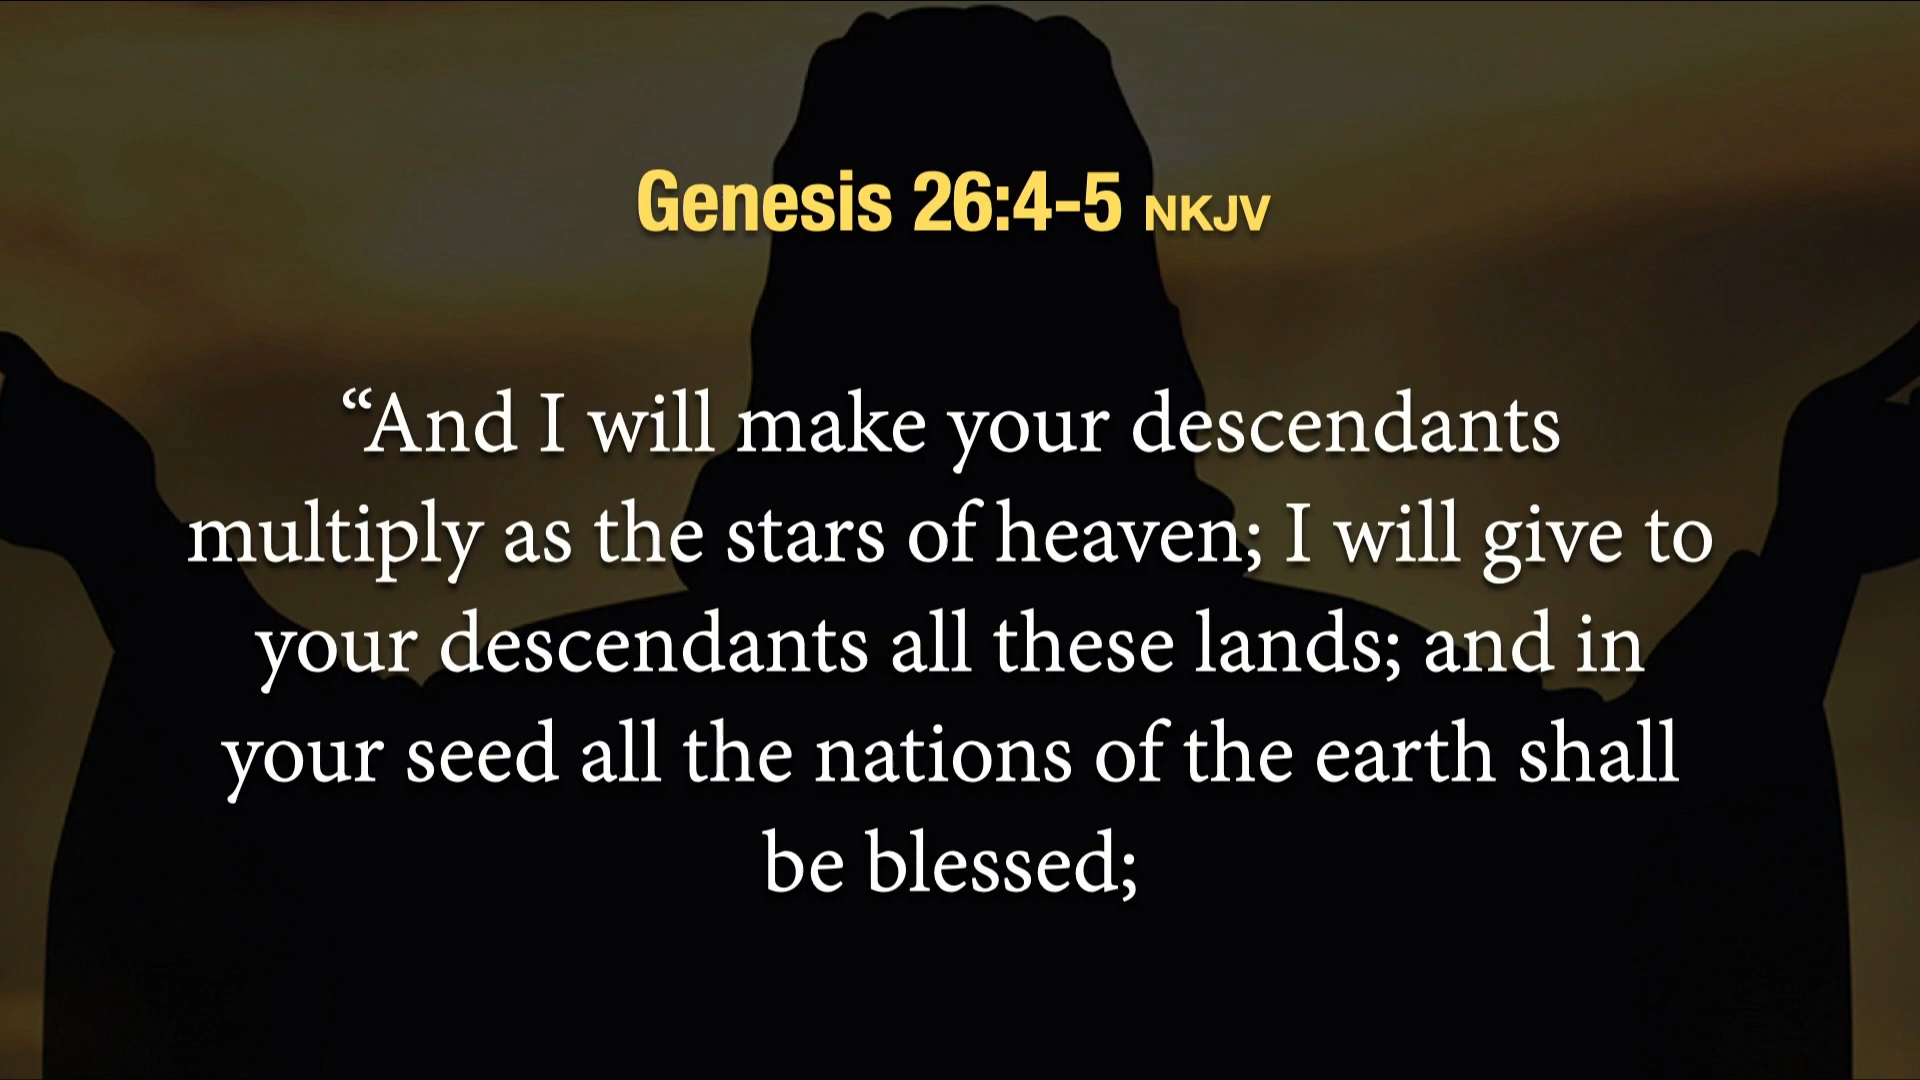 Genesis 26:4-5 NKJV
“And I will make your descendants
multiply as the stars of heaven; I will give to
your descendants all these lands; and in
your seed all the nations of the earth shall
be blessed;